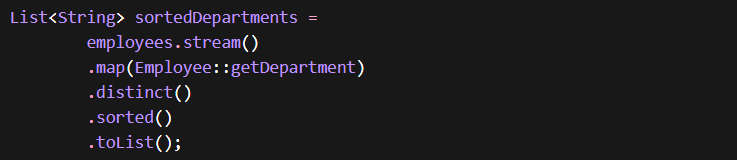 List<String> sortedDepartments =
        employees.stream()
        .map(Employee::getDepartment)
        .distinct()
        .sorted()
        .toList();